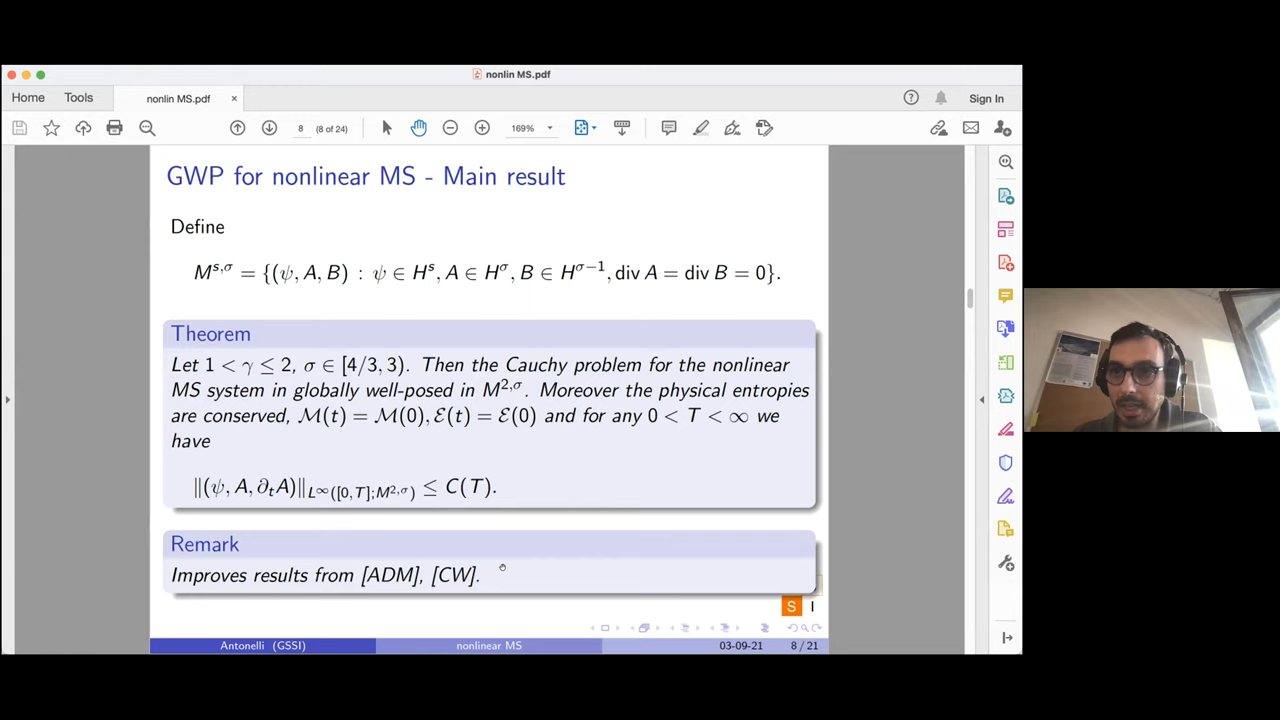 nonlin MS.pdf
Home Tools nonlin MS.pdf × Sign In
8 (8 of 24) 169%
GWP for nonlinear MS - Main result
Define
M^{s,σ} = {(ψ, A, B) : ψ ∈ H^s, A ∈ H^σ, B ∈ H^{σ−1}, div A = div B = 0}.
Theorem
Let 1 < γ ≤ 2, σ ∈ [4/3, 3). Then the Cauchy problem for the nonlinear
MS system in globally well-posed in M^{2,σ}. Moreover the physical entropies
are conserved, ℳ(t) = ℳ(0), ℰ(t) = ℰ(0) and for any 0 < T < ∞ we
have
‖(ψ, A, ∂_tA)‖_{L^∞([0,T];M^{2,σ})} ≤ C(T).
Remark
Improves results from [ADM], [CW].
S I
Antonelli (GSSI) nonlinear MS 03-09-21 8 / 21